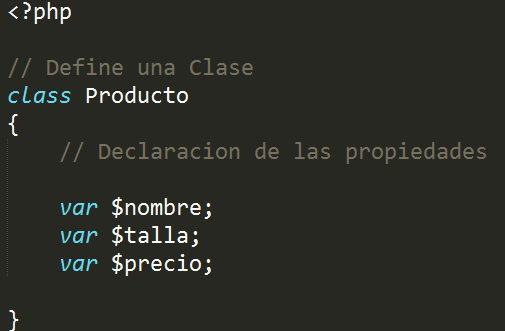 <?php
// Define una Clase
class Producto
{
// Declaracion de las propiedades
var $nombre;
var $talla;
var $precio;
}